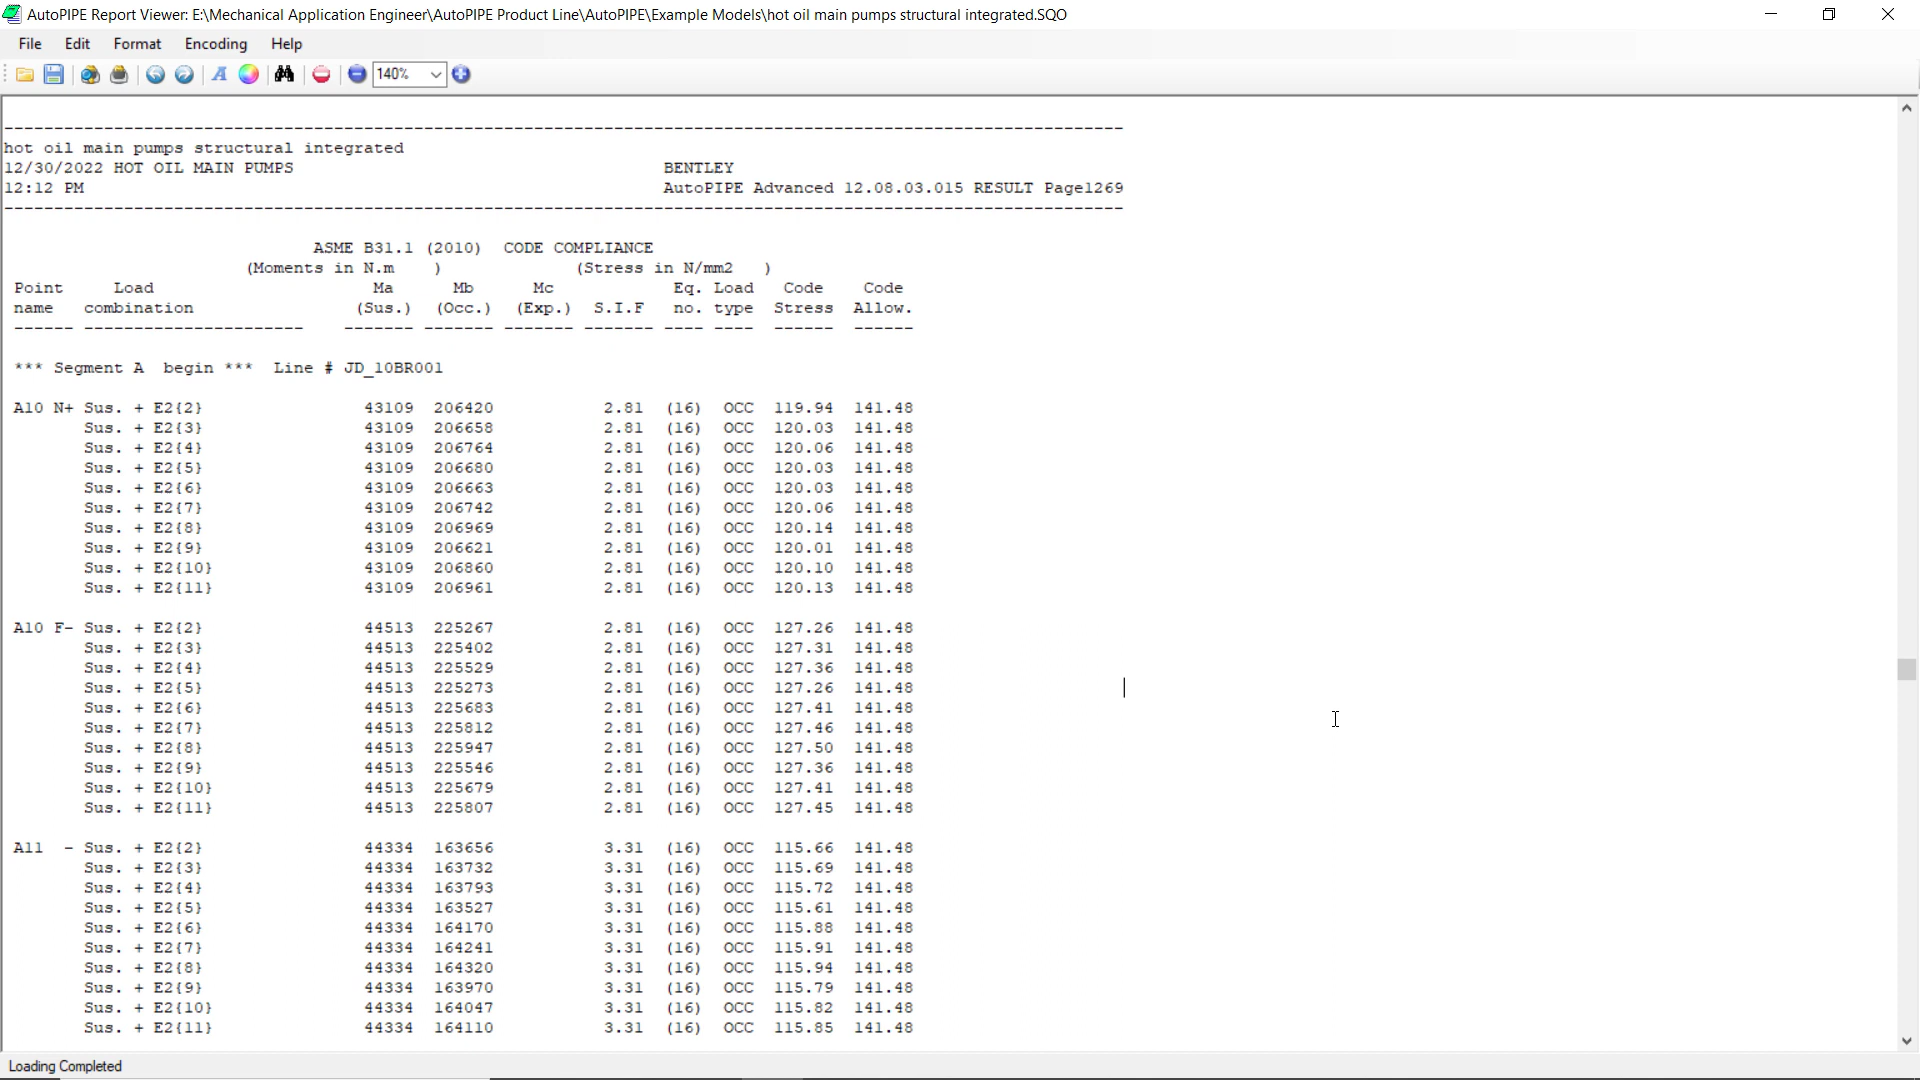 AutoPIPE Report Viewer: E:\Mechanical Application Engineer\AutoPIPE Product Line\AutoPIPE\Example Models\hot oil main pumps structural integrated.SQO
File Edit Format Encoding Help
140%
hot oil main pumps structural integrated
12/30/2022 HOT OIL MAIN PUMPS BENTLEY
12:12 PM AutoPIPE Advanced 12.08.03.015 RESULT Page1269
ASME B31.1 (2010) CODE COMPLIANCE
(Moments in N.m ) (Stress in N/mm2 )
Point Load Ma Mb Mc Eq. Load Code Code
name combination (Sus.) (Occ.) (Exp.) S.I.F no. type Stress Allow.
*** Segment A begin *** Line # JD_10BR001
A10 N+ Sus. + E2{2} 43109 206420 2.81 (16) OCC 119.94 141.48
Sus. + E2{3} 43109 206658 2.81 (16) OCC 120.03 141.48
Sus. + E2{4} 43109 206764 2.81 (16) OCC 120.06 141.48
Sus. + E2{5} 43109 206680 2.81 (16) OCC 120.03 141.48
Sus. + E2{6} 43109 206663 2.81 (16) OCC 120.03 141.48
Sus. + E2{7} 43109 206742 2.81 (16) OCC 120.06 141.48
Sus. + E2{8} 43109 206969 2.81 (16) OCC 120.14 141.48
Sus. + E2{9} 43109 206621 2.81 (16) OCC 120.01 141.48
Sus. + E2{10} 43109 206860 2.81 (16) OCC 120.10 141.48
Sus. + E2{11} 43109 206961 2.81 (16) OCC 120.13 141.48
A10 F- Sus. + E2{2} 44513 225267 2.81 (16) OCC 127.26 141.48
Sus. + E2{3} 44513 225402 2.81 (16) OCC 127.31 141.48
Sus. + E2{4} 44513 225529 2.81 (16) OCC 127.36 141.48
Sus. + E2{5} 44513 225273 2.81 (16) OCC 127.26 141.48
Sus. + E2{6} 44513 225683 2.81 (16) OCC 127.41 141.48
Sus. + E2{7} 44513 225812 2.81 (16) OCC 127.46 141.48
Sus. + E2{8} 44513 225947 2.81 (16) OCC 127.50 141.48
Sus. + E2{9} 44513 225546 2.81 (16) OCC 127.36 141.48
Sus. + E2{10} 44513 225679 2.81 (16) OCC 127.41 141.48
Sus. + E2{11} 44513 225807 2.81 (16) OCC 127.45 141.48
A11 - Sus. + E2{2} 44334 163656 3.31 (16) OCC 115.66 141.48
Sus. + E2{3} 44334 163732 3.31 (16) OCC 115.69 141.48
Sus. + E2{4} 44334 163793 3.31 (16) OCC 115.72 141.48
Sus. + E2{5} 44334 163527 3.31 (16) OCC 115.61 141.48
Sus. + E2{6} 44334 164170 3.31 (16) OCC 115.88 141.48
Sus. + E2{7} 44334 164241 3.31 (16) OCC 115.91 141.48
Sus. + E2{8} 44334 164320 3.31 (16) OCC 115.94 141.48
Sus. + E2{9} 44334 163970 3.31 (16) OCC 115.79 141.48
Sus. + E2{10} 44334 164047 3.31 (16) OCC 115.82 141.48
Sus. + E2{11} 44334 164110 3.31 (16) OCC 115.85 141.48
Loading Completed